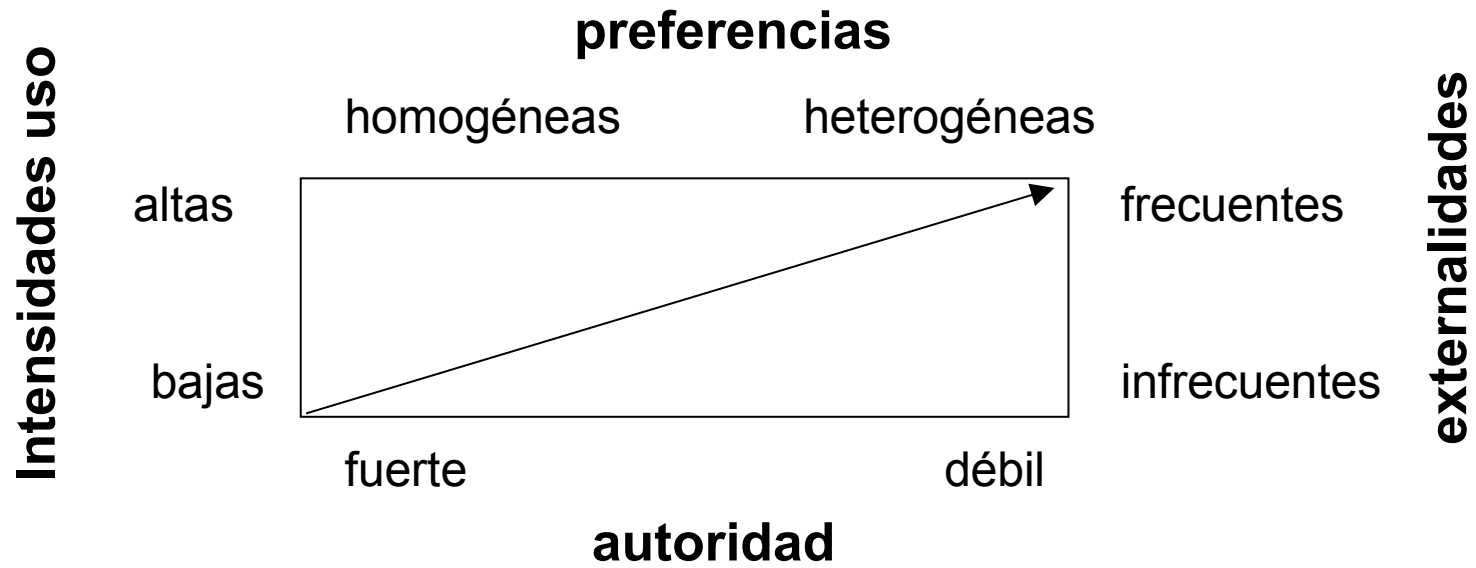 preferencias
homogéneas heterogéneas
Intensidades uso
altas
bajas
frecuentes
infrecuentes
externalidades
fuerte débil
autoridad